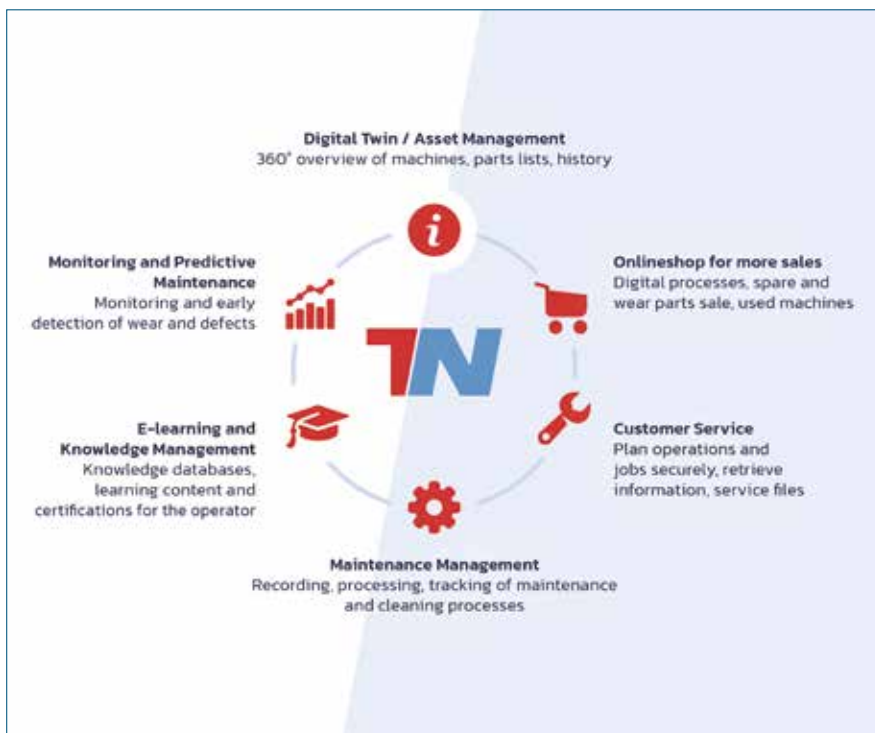 Digital Twin / Asset Management
360° overview of machines, parts lists, history
Monitoring and Predictive
Maintenance
Monitoring and early
detection of wear and defects
Onlineshop for more sales
Digital processes, spare and
wear parts sale, used machines
TN
E-learning and
Knowledge Management
Knowledge databases,
learning content and
certifications for the operator
Customer Service
Plan operations and
jobs securely, retrieve
information, service files
Maintenance Management
Recording, processing, tracking of maintenance
and cleaning processes